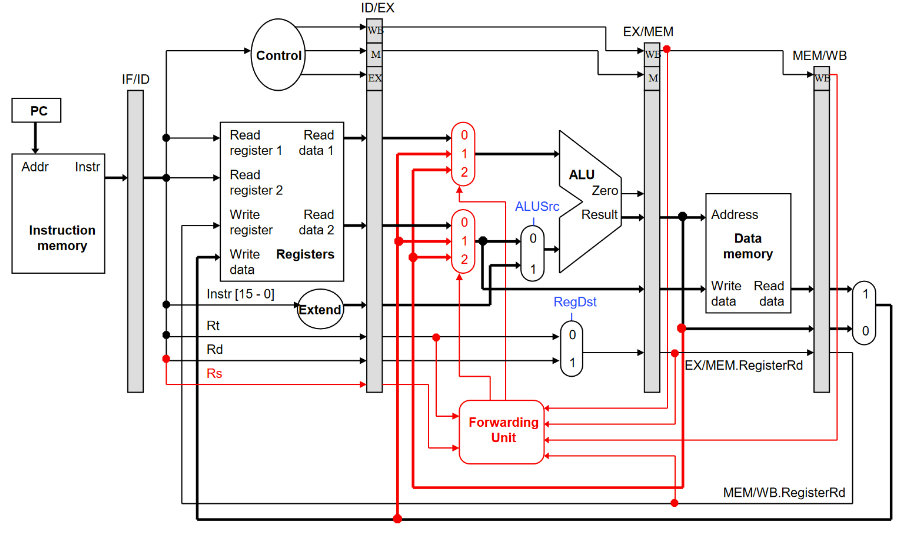 ID/EX
EX/MEM
MEM/WB
IF/ID
WB
M
EX
WB
M
WB
Control
PC
Addr Instr
Instruction
memory
Read
register 1
Read
data 1
Read
register 2
Write
register
Read
data 2
Write
data
Registers
0
1
2
0
1
2
ALU
Zero
Result
ALUSrc
0
1
Address
Data
memory
Write
data
Read
data
1
0
Instr [15 - 0]
Extend
RegDst
0
1
Rt
Rd
Rs
EX/MEM.RegisterRd
Forwarding
Unit
MEM/WB.RegisterRd